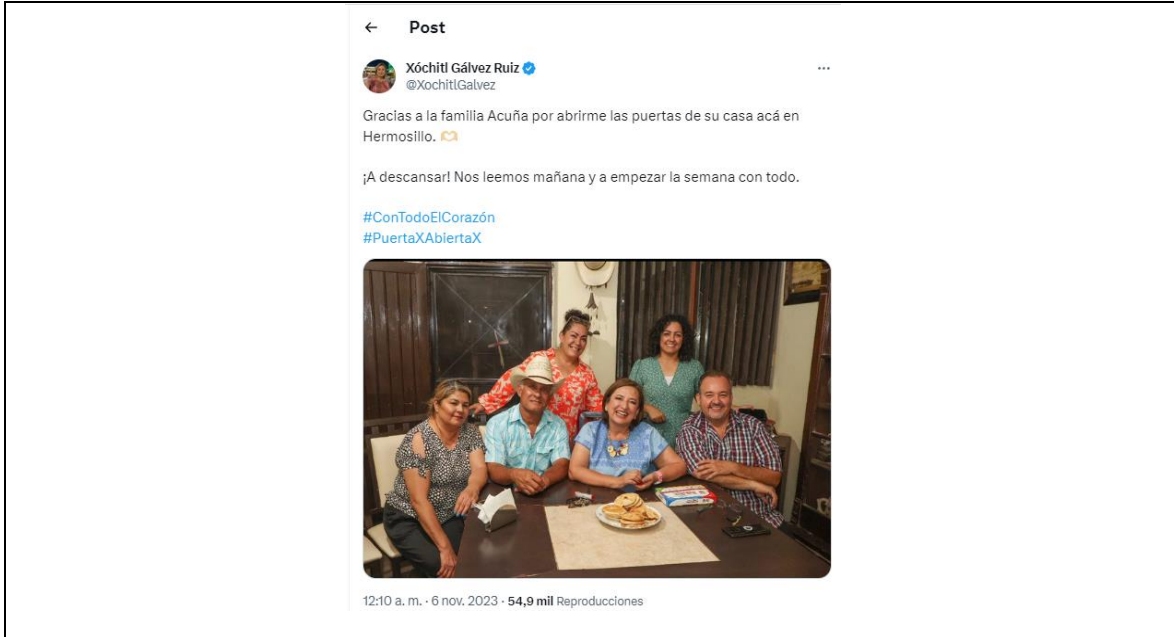 ← Post
Xóchitl Gálvez Ruiz
@XochitlGalvez
Gracias a la familia Acuña por abrirme las puertas de su casa acá en
Hermosillo. 🫶🏼
¡A descansar! Nos leemos mañana y a empezar la semana con todo.
#ConTodoElCorazón
#PuertaXAbiertaX
12:10 a. m. · 6 nov. 2023 · 54,9 mil Reproducciones